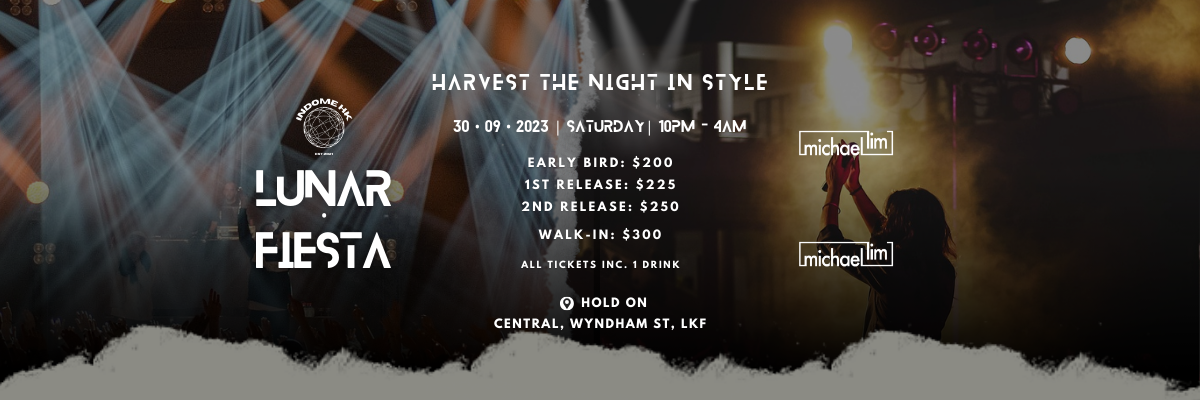 HARVEST THE NIGHT IN STYLE
30 • 09 • 2023 | SATURDAY | 10PM - 4AM
INDOME HK
EST 2021
LUNAR
•
FIESTA
EARLY BIRD: $200
1ST RELEASE: $225
2ND RELEASE: $250
WALK-IN: $300
ALL TICKETS INC. 1 DRINK
HOLD ON
CENTRAL, WYNDHAM ST, LKF
michael lim
michael lim